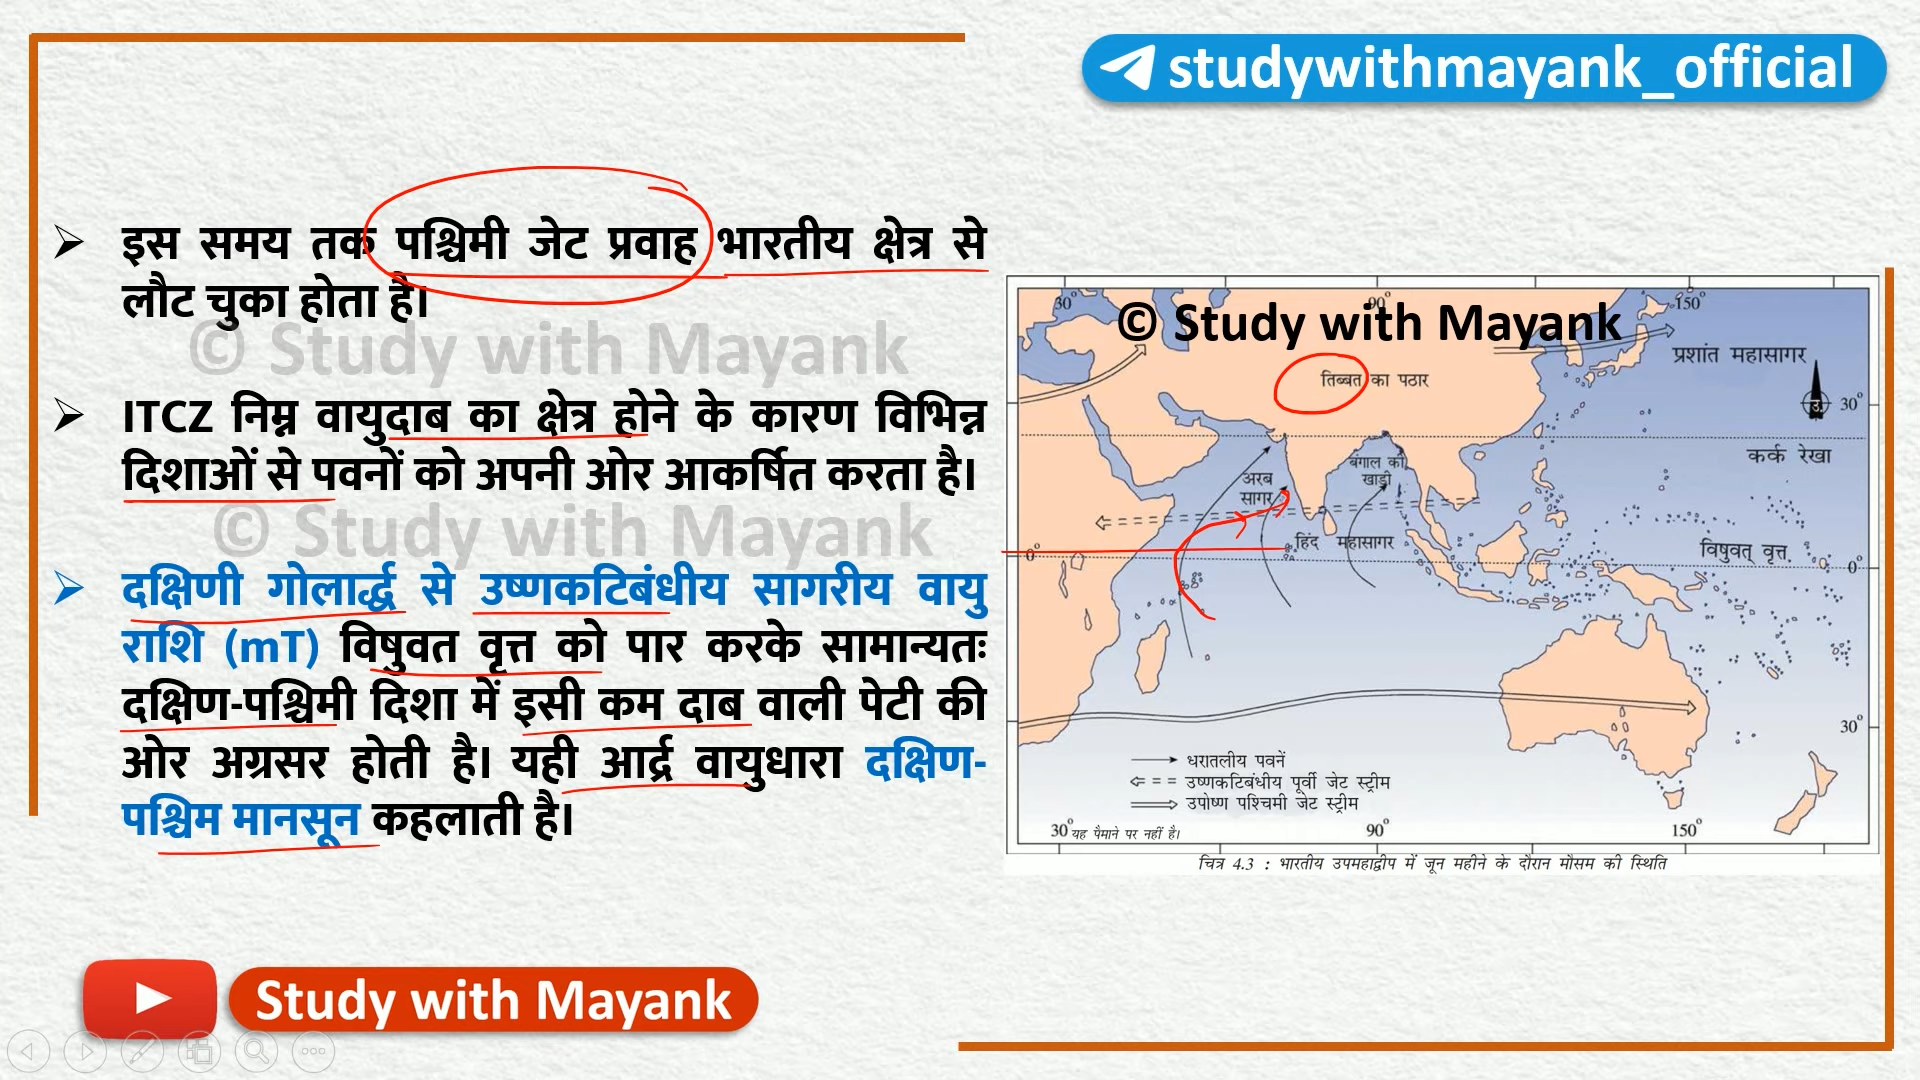 studywithmayank_official
➢ इस समय तक पश्चिमी जेट प्रवाह भारतीय क्षेत्र से
लौट चुका होता है।
© Study with Mayank
➢ ITCZ निम्न वायुदाब का क्षेत्र होने के कारण विभिन्न
दिशाओं से पवनों को अपनी ओर आकर्षित करता है।
© Study with Mayank
➢ दक्षिणी गोलार्द्ध से उष्णकटिबंधीय सागरीय वायु
राशि (mT) विषुवत वृत्त को पार करके सामान्यतः
दक्षिण-पश्चिमी दिशा में इसी कम दाब वाली पेटी की
ओर अग्रसर होती है। यही आर्द्र वायुधारा दक्षिण-
पश्चिम मानसून कहलाती है।
30° 90° 150°
© Study with Mayank
प्रशांत महासागर
तिब्बत का पठार
उ.
30°
कर्क रेखा
बंगाल की
खाड़ी
अरब
सागर
हिंद महासागर
विषुवत् वृत्त
0° 0°
30°
धरातलीय पवनें
उष्णकटिबंधीय पूर्वी जेट स्ट्रीम
उपोष्ण पश्चिमी जेट स्ट्रीम
30° यह पैमाने पर नहीं है। 90° 150°
चित्र 4.3 : भारतीय उपमहाद्वीप में जून महीने के दौरान मौसम की स्थिति
Study with Mayank